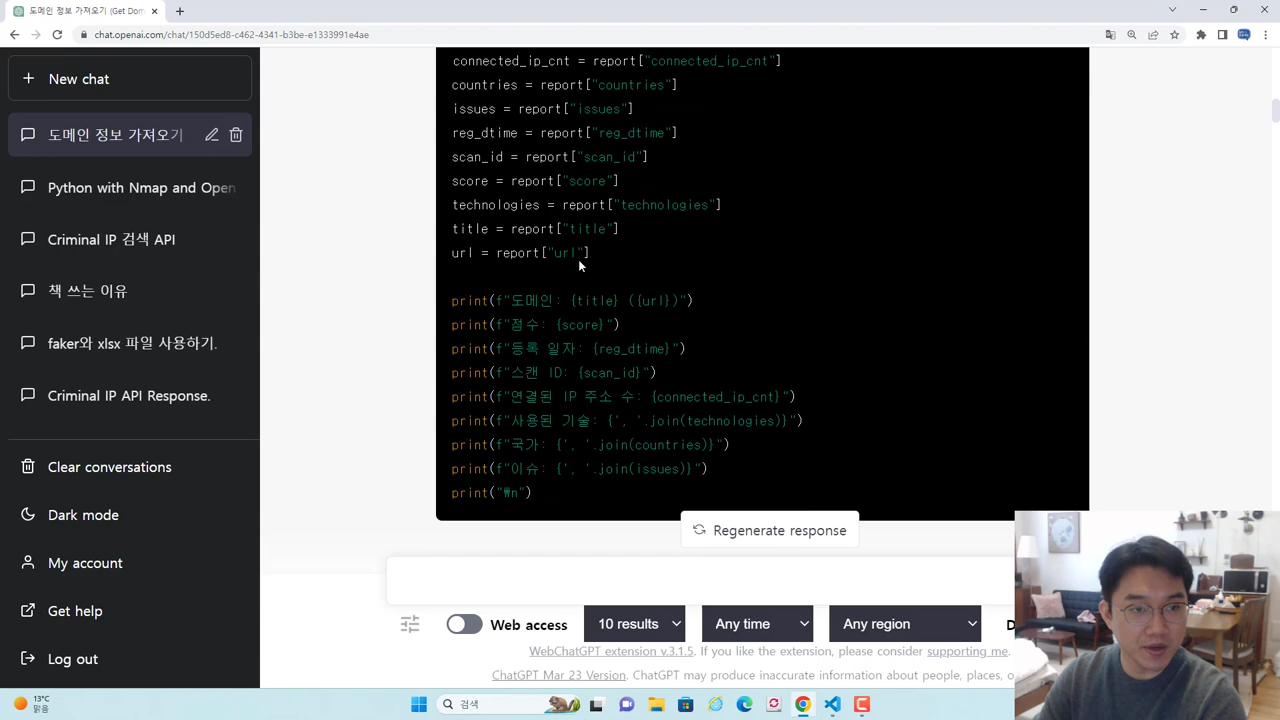 도메인 정보 가져오기 (Get Dom
chat.openai.com/chat/150d5ed8-c462-4341-b3be-e1333991e4ae
New chat
도메인 정보 가져오기
Python with Nmap and Open
Criminal IP 검색 API
책 쓰는 이유
faker와 xlsx 파일 사용하기.
Criminal IP API Response.
Clear conversations
Dark mode
My account
Get help
Log out
connected_ip_cnt = report["connected_ip_cnt"]
countries = report["countries"]
issues = report["issues"]
reg_dtime = report["reg_dtime"]
scan_id = report["scan_id"]
score = report["score"]
technologies = report["technologies"]
title = report["title"]
url = report["url"]
print(f"도메인: {title} ({url})")
print(f"점수: {score}")
print(f"등록 일자: {reg_dtime}")
print(f"스캔 ID: {scan_id}")
print(f"연결된 IP 주소 수: {connected_ip_cnt}")
print(f"사용된 기술: {', '.join(technologies)}")
print(f"국가: {', '.join(countries)}")
print(f"이슈: {', '.join(issues)}")
print("₩n")
Regenerate response
Web access
10 results
Any time
Any region
WebChatGPT extension v.3.1.5. If you like the extension, please consider supporting me.
ChatGPT Mar 23 Version. ChatGPT may produce inaccurate information about people, places, o
13°C
맑음
검색